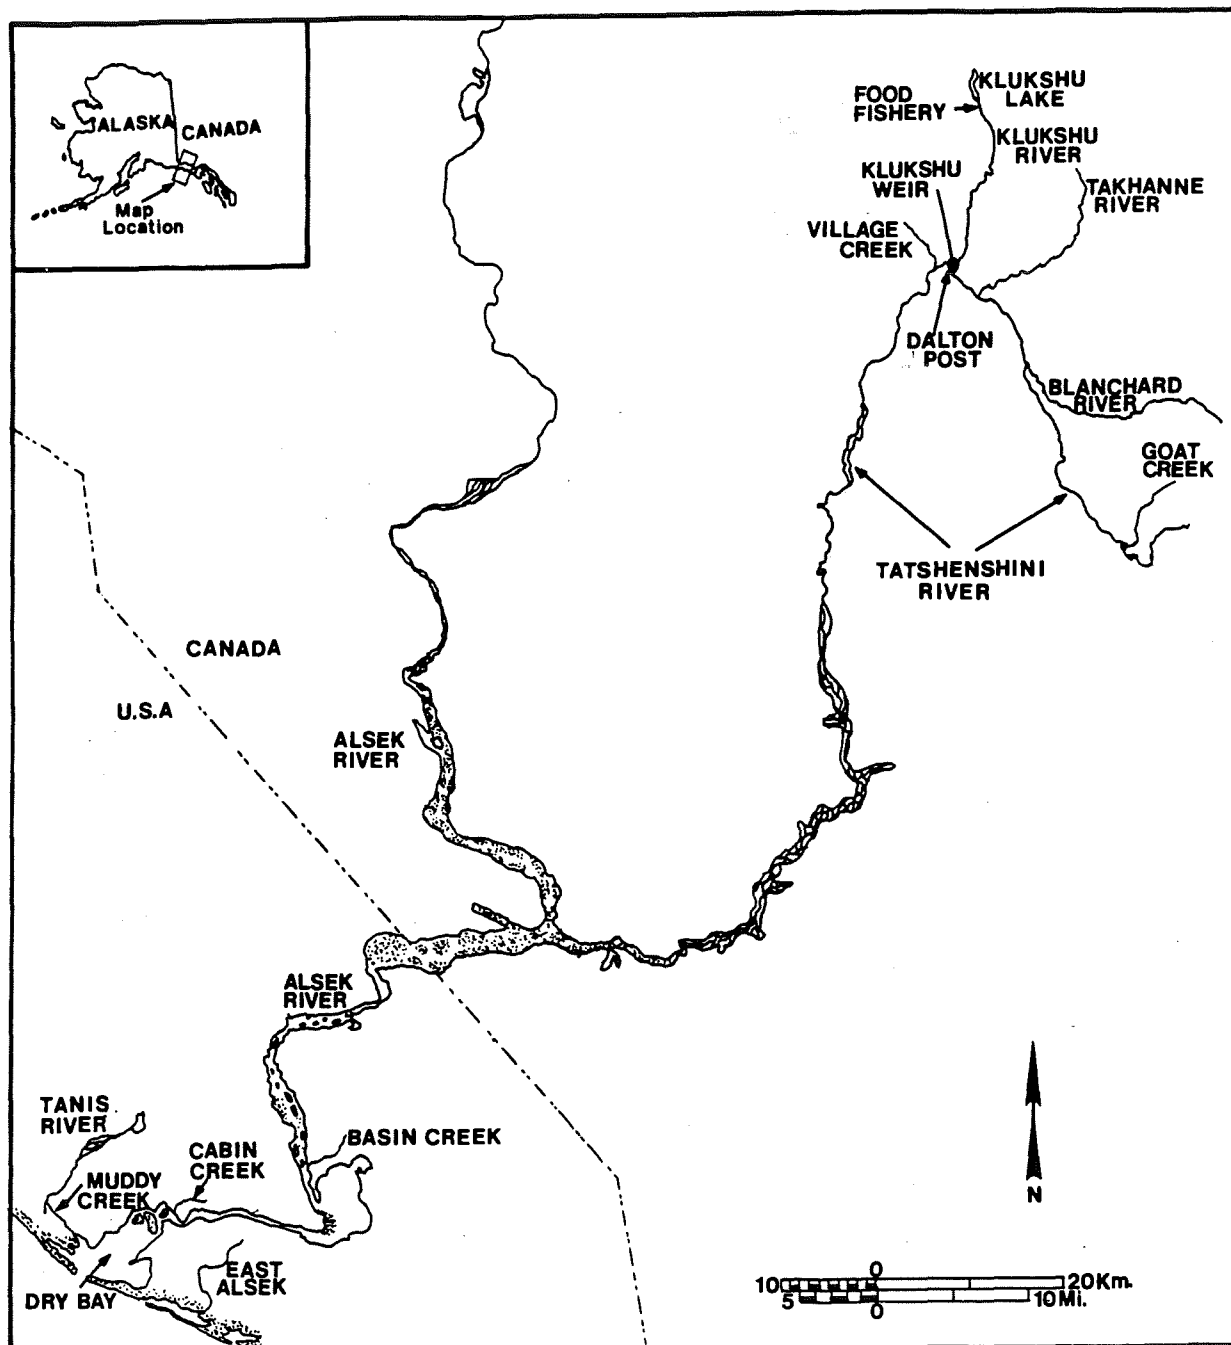 ALASKA
CANADA
Map
Location
FOOD
FISHERY
KLUKSHU
LAKE
KLUKSHU
RIVER
KLUKSHU
WEIR
TAKHANNE
RIVER
VILLAGE
CREEK
DALTON
POST
BLANCHARD
RIVER
GOAT
CREEK
TATSHENSHINI
RIVER
CANADA
U.S.A
ALSEK
RIVER
ALSEK
RIVER
TANIS
RIVER
CABIN
CREEK
BASIN CREEK
MUDDY
CREEK
EAST
ALSEK
DRY BAY
N
0
10 20Km.
5 10Mi.
0